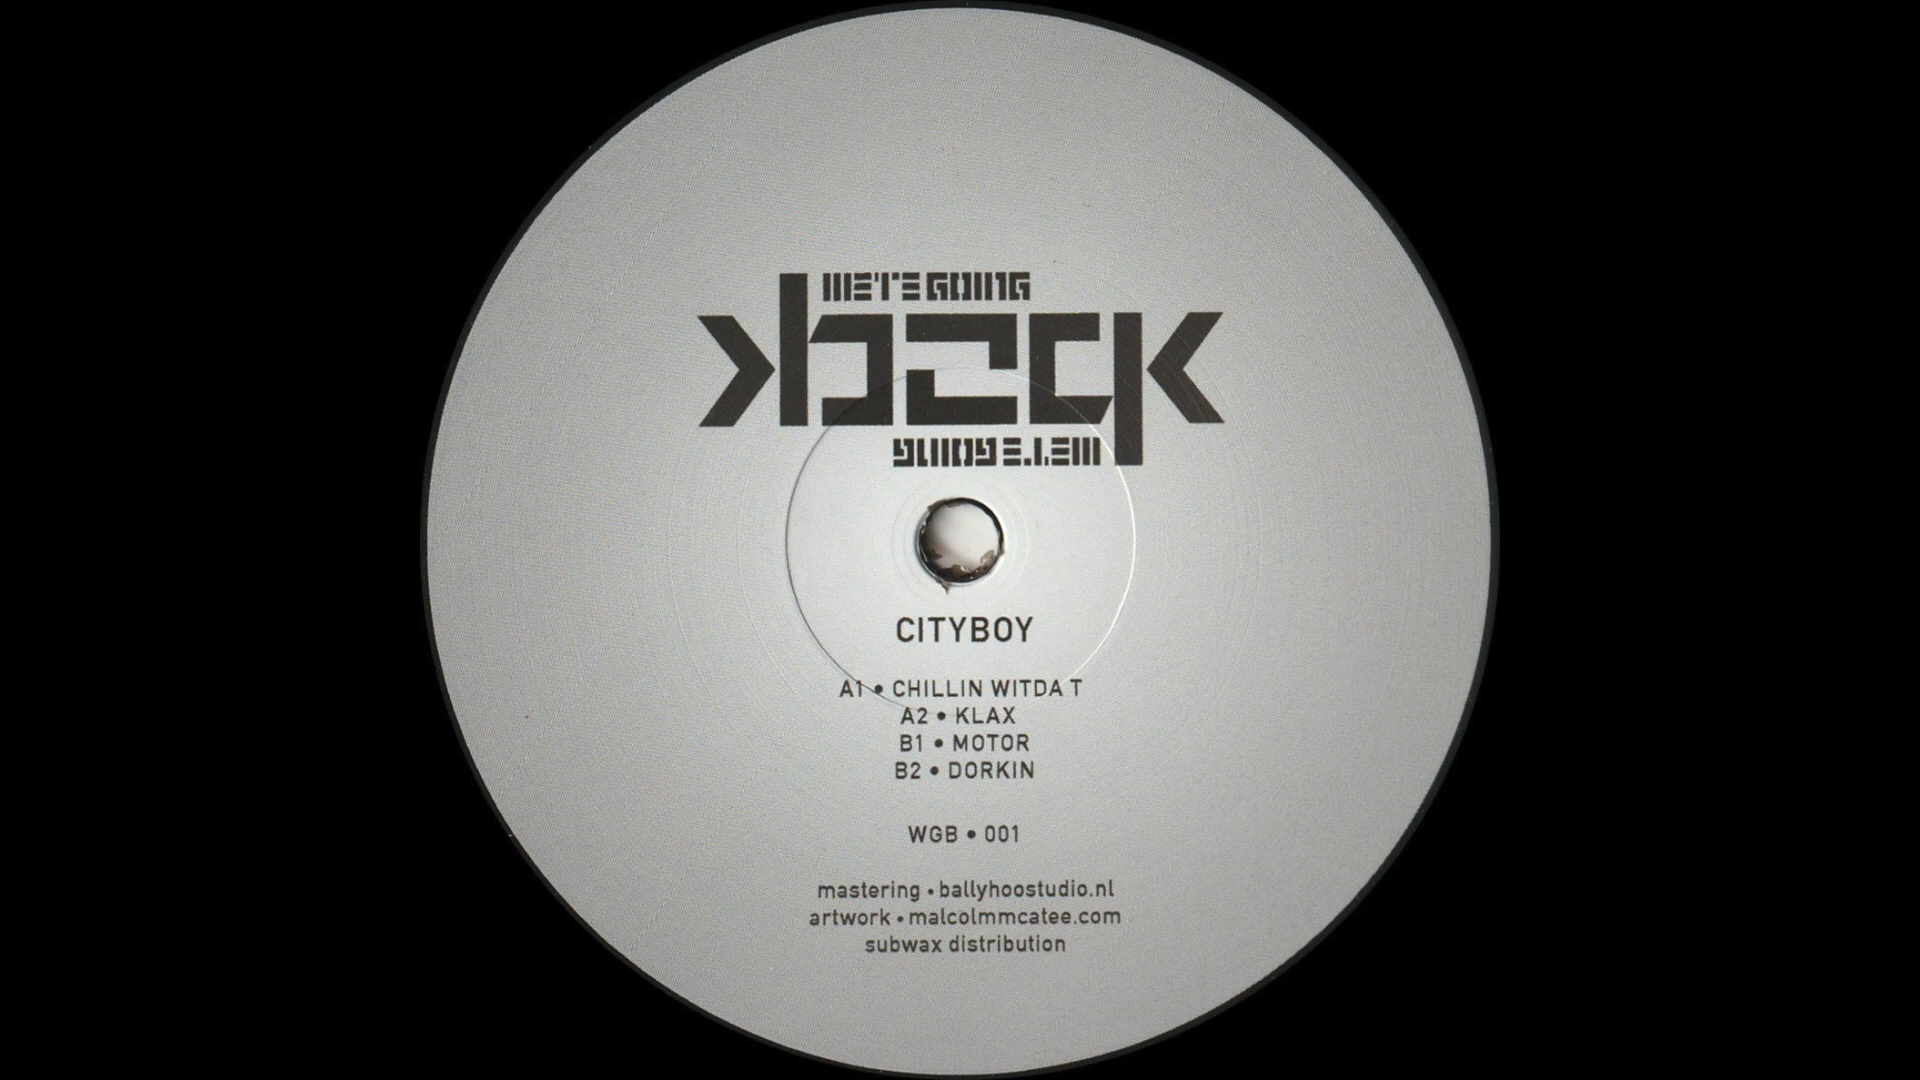 WE'RE GOING
back
WE'RE GOING
CITYBOY
A1 • CHILLIN WITDA T
A2 • KLAX
B1 • MOTOR
B2 • DORKIN
WGB • 001
mastering • ballyhoostudio.nl
artwork • malcolmmcatee.com
subwax distribution